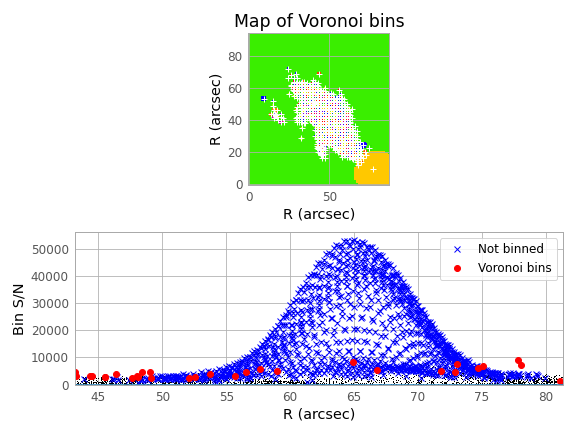 Map of Voronoi bins
R (arcsec)
80
60
40
20
0
0 50
R (arcsec)
Bin S/N
50000
40000
30000
20000
10000
0
Not binned
Voronoi bins
45 50 55 60 65 70 75 80
R (arcsec)